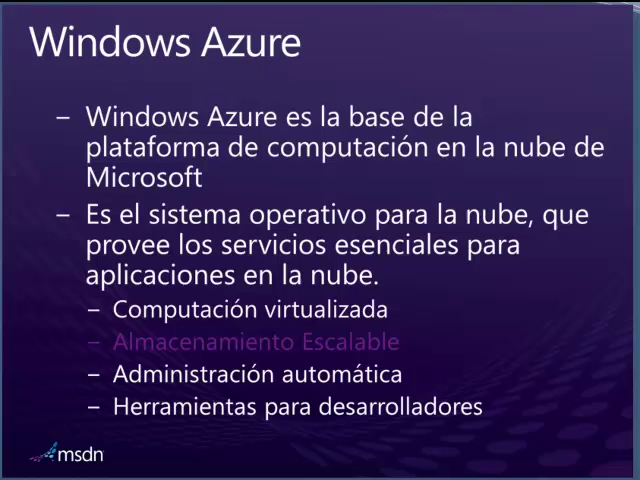 Windows Azure
– Windows Azure es la base de la
plataforma de computación en la nube de
Microsoft
– Es el sistema operativo para la nube, que
provee los servicios esenciales para
aplicaciones en la nube.
– Computación virtualizada
– Almacenamiento Escalable
– Administración automática
– Herramientas para desarrolladores
msdn